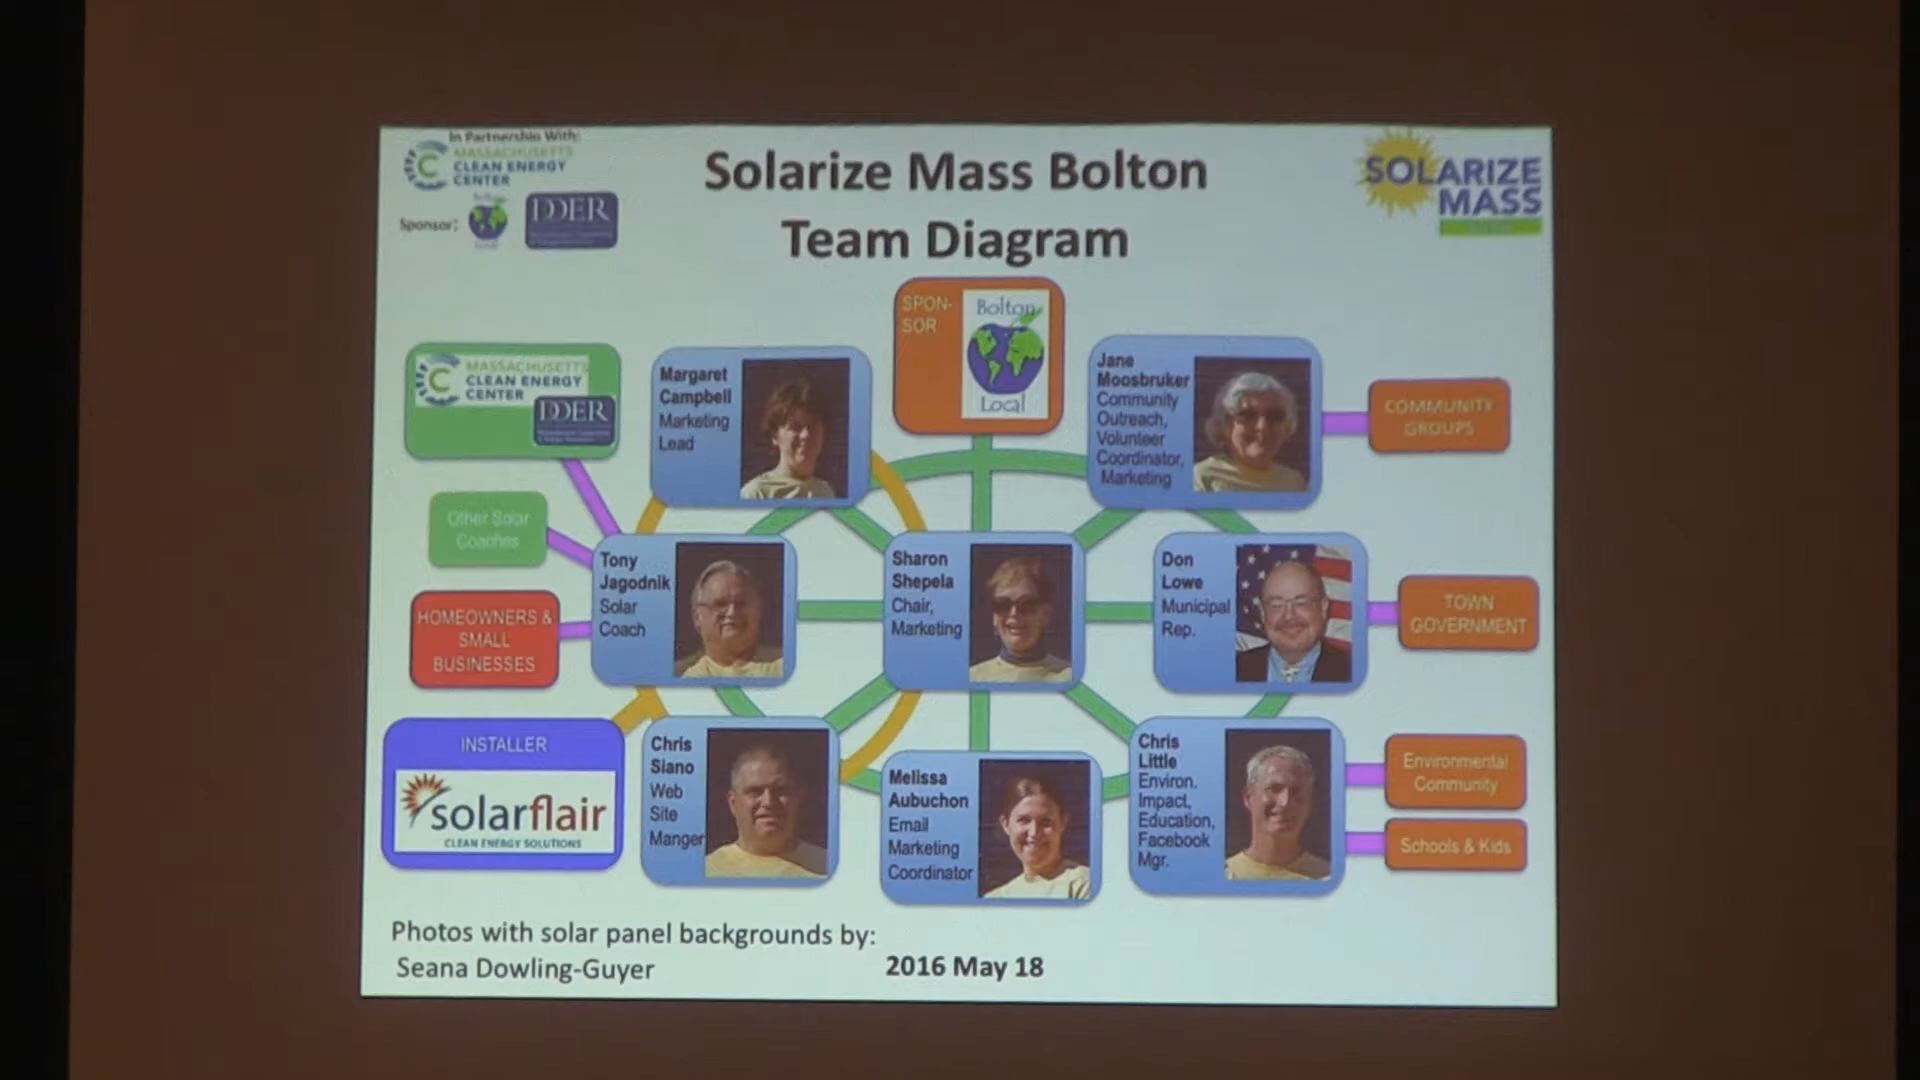 In Partnership With:
MASSACHUSETTS
CLEAN ENERGY
CENTER
Sponsor:
DOER
Solarize Mass Bolton
Team Diagram
SOLARIZE
MASS
SPON-
SOR
Bolton
Local
MASSACHUSETTS
CLEAN ENERGY
CENTER
DOER
Margaret
Campbell
Marketing
Lead
Jane
Moosbruker
Community
Outreach,
Volunteer
Coordinator,
Marketing
COMMUNITY
GROUPS
Other Solar
Coaches
HOMEOWNERS &
SMALL
BUSINESSES
Tony
Jagodnik
Solar
Coach
Sharon
Shepela
Chair,
Marketing
Don
Lowe
Municipal
Rep.
TOWN
GOVERNMENT
INSTALLER
solarflair
CLEAN ENERGY SOLUTIONS
Chris
Siano
Web
Site
Manger
Melissa
Aubuchon
Email
Marketing
Coordinator
Chris
Little
Environ.
Impact,
Education,
Facebook
Mgr.
Environmental
Community
Schools & Kids
Photos with solar panel backgrounds by:
Seana Dowling-Guyer
2016 May 18